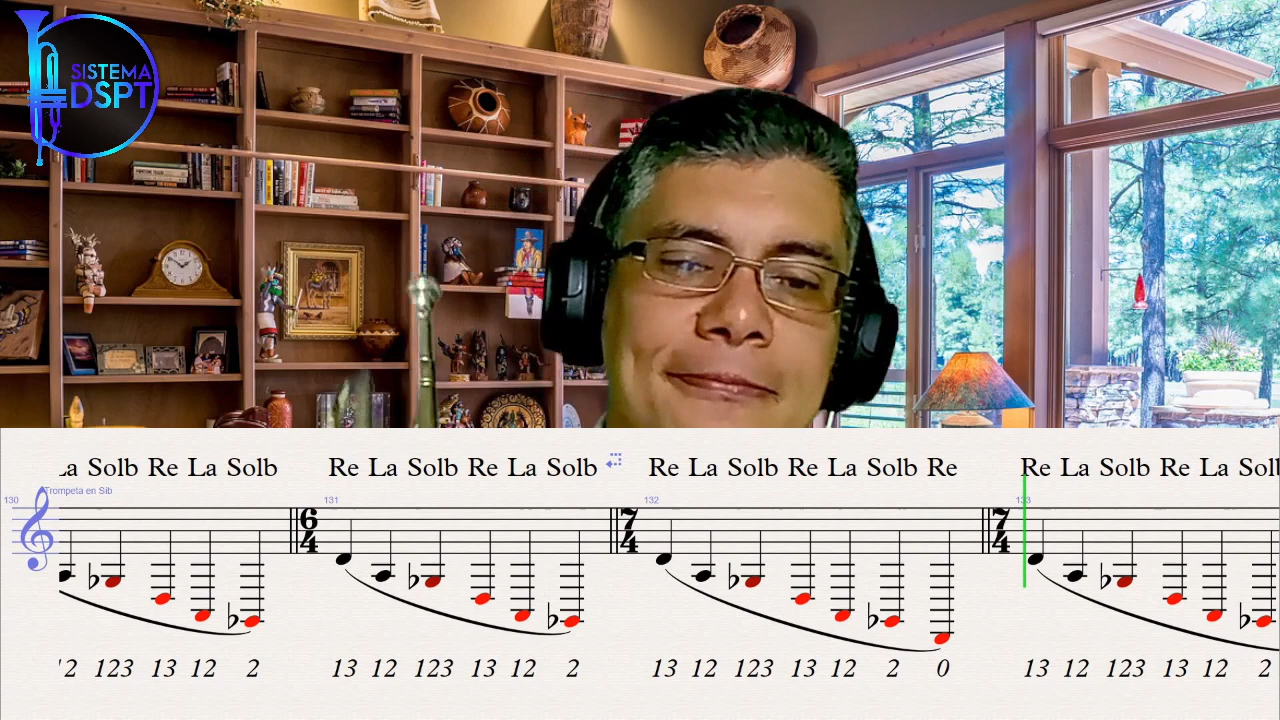 SISTEMA
DSPT
La Solb Re La Solb Re La Solb Re La Solb Re La Solb Re La Solb Re Re La Solb Re La Sol
130 Trompeta en Sib 131 132 133
6 7 7
4 4 4
12 123 13 12 2 13 12 123 13 12 2 13 12 123 13 12 2 0 13 12 123 13 12 2